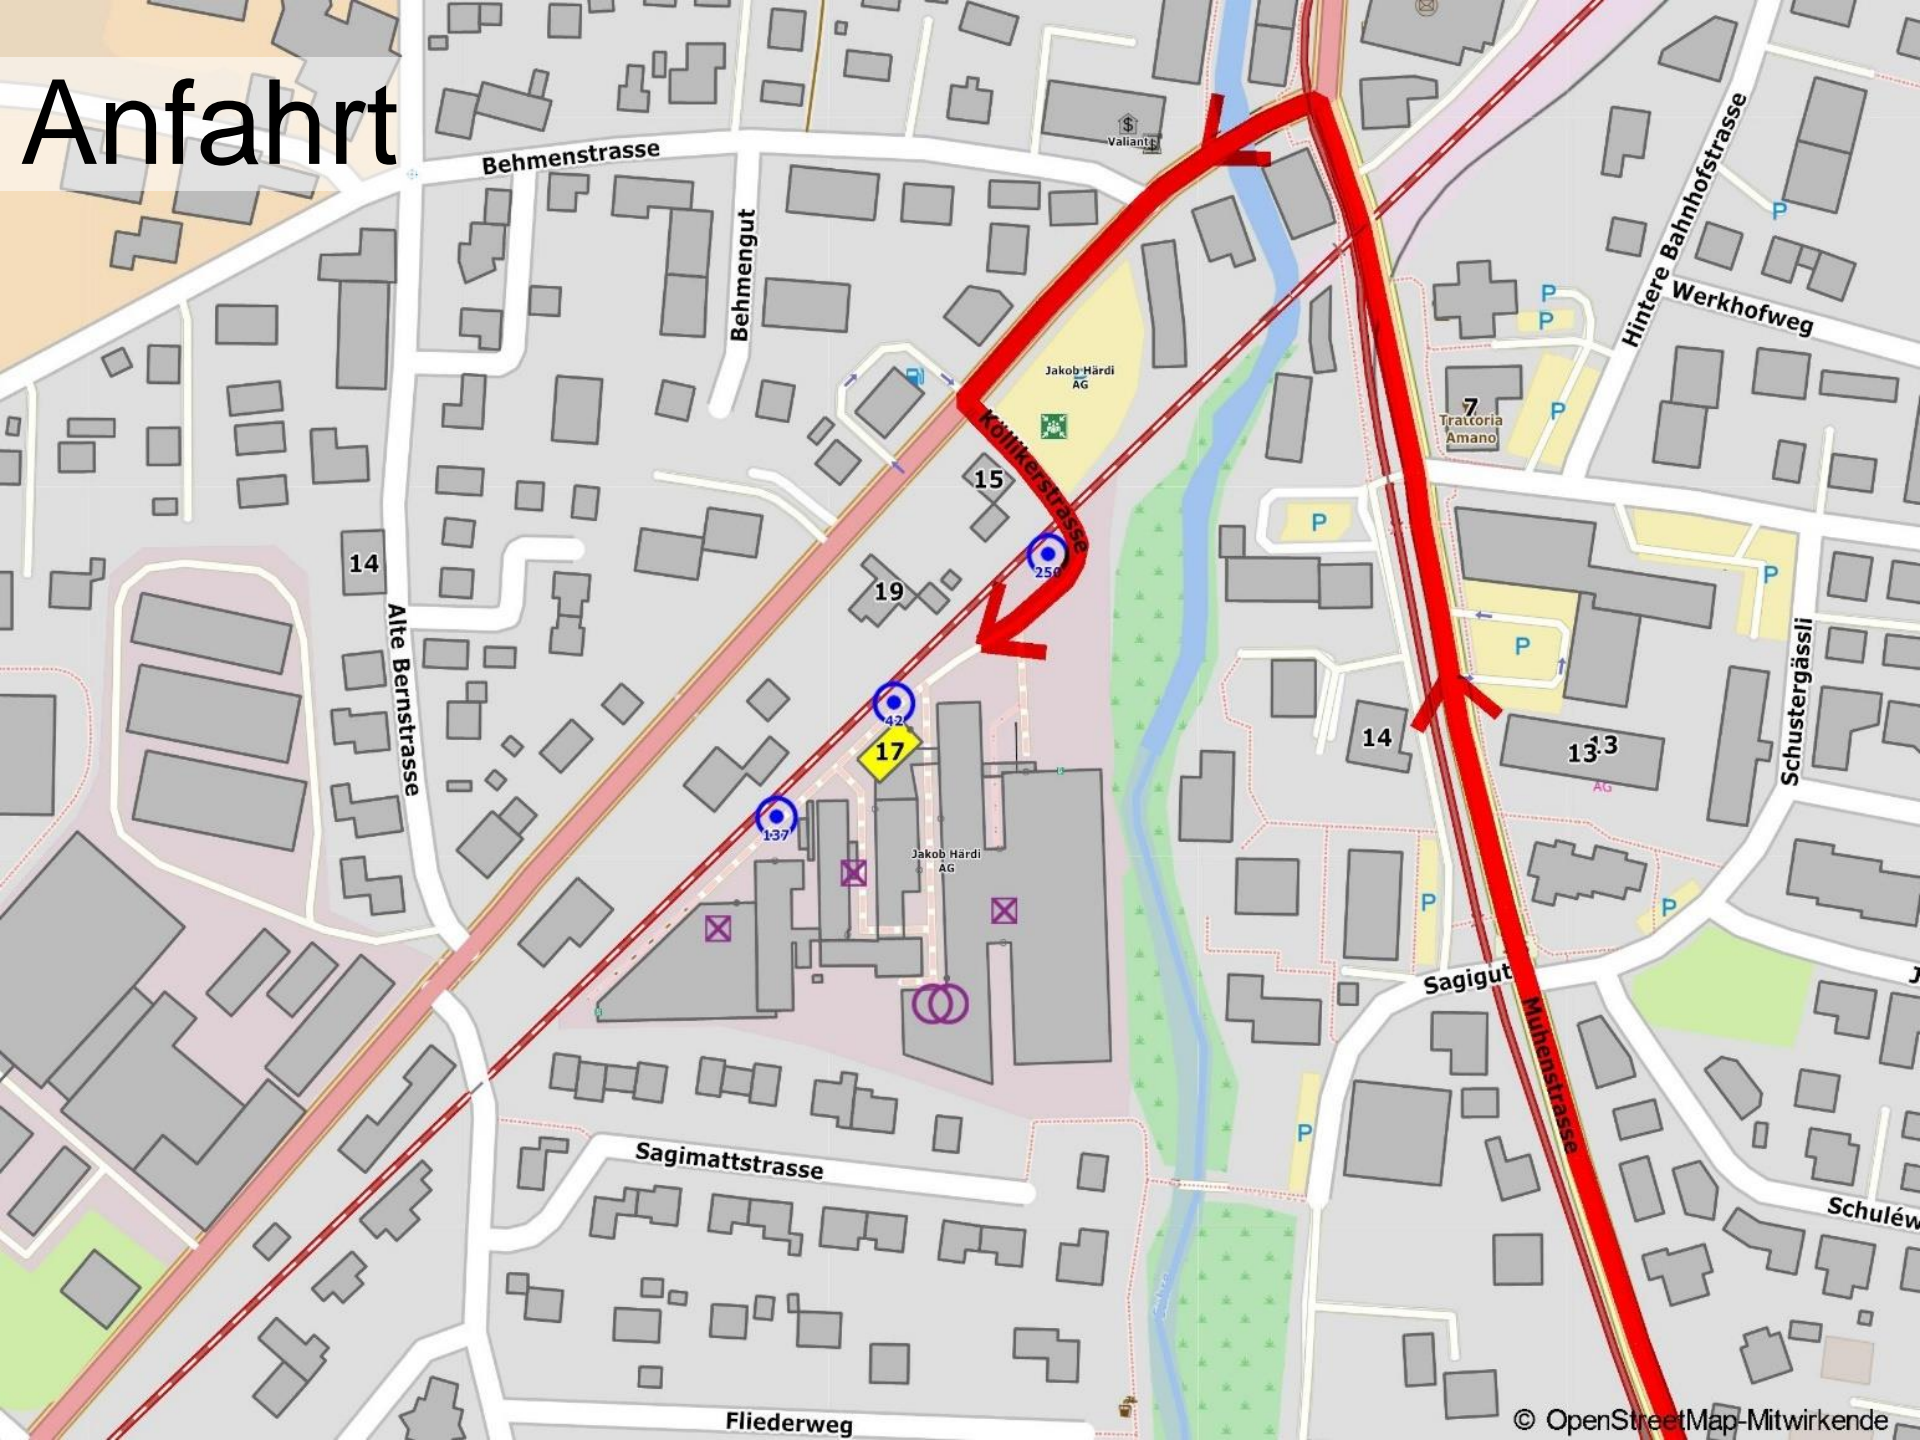 Anfahrt
Behmenstrasse
Valiant
$
P
Hintere Bahnhofstrasse
Behmengut
P
Werkhofweg
P
Jakob Härdi
AG
7
Trattoria
Amano
P
Köllikerstrasse
15
P
14
250
P
19
Alte Bernstrasse
P
Schustergässli
42
17
14
13
13
AG
137
Jakob Härdi
AG
P
P
Sagigut
Muhenstrasse
P
Sagimattstrasse
Fliederweg
© OpenStreetMap-Mitwirkende